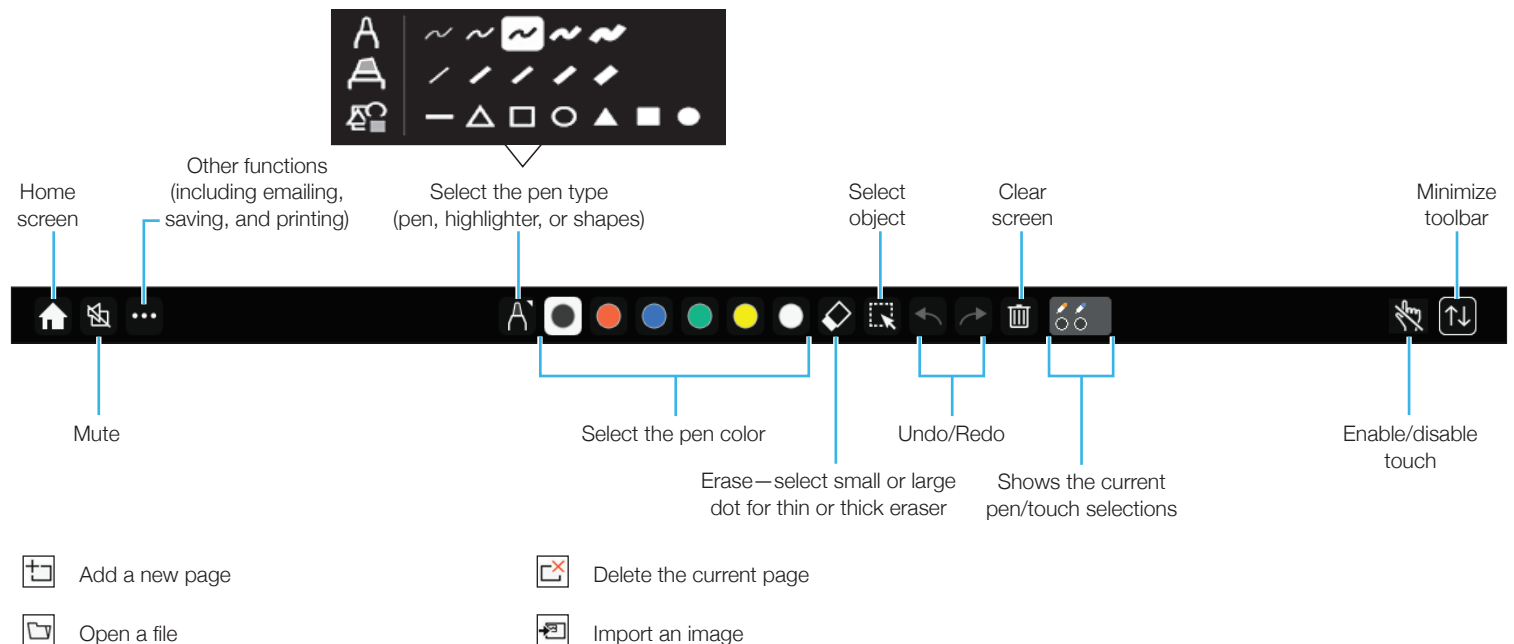 Other functions
(including emailing,
saving, and printing)
Home
screen
Select the pen type
(pen, highlighter, or shapes)
Select
object
Clear
screen
Minimize
toolbar
Mute
Select the pen color
Undo/Redo
Enable/disable
touch
Erase—select small or large
dot for thin or thick eraser
Shows the current
pen/touch selections
Add a new page
Delete the current page
Open a file
Import an image